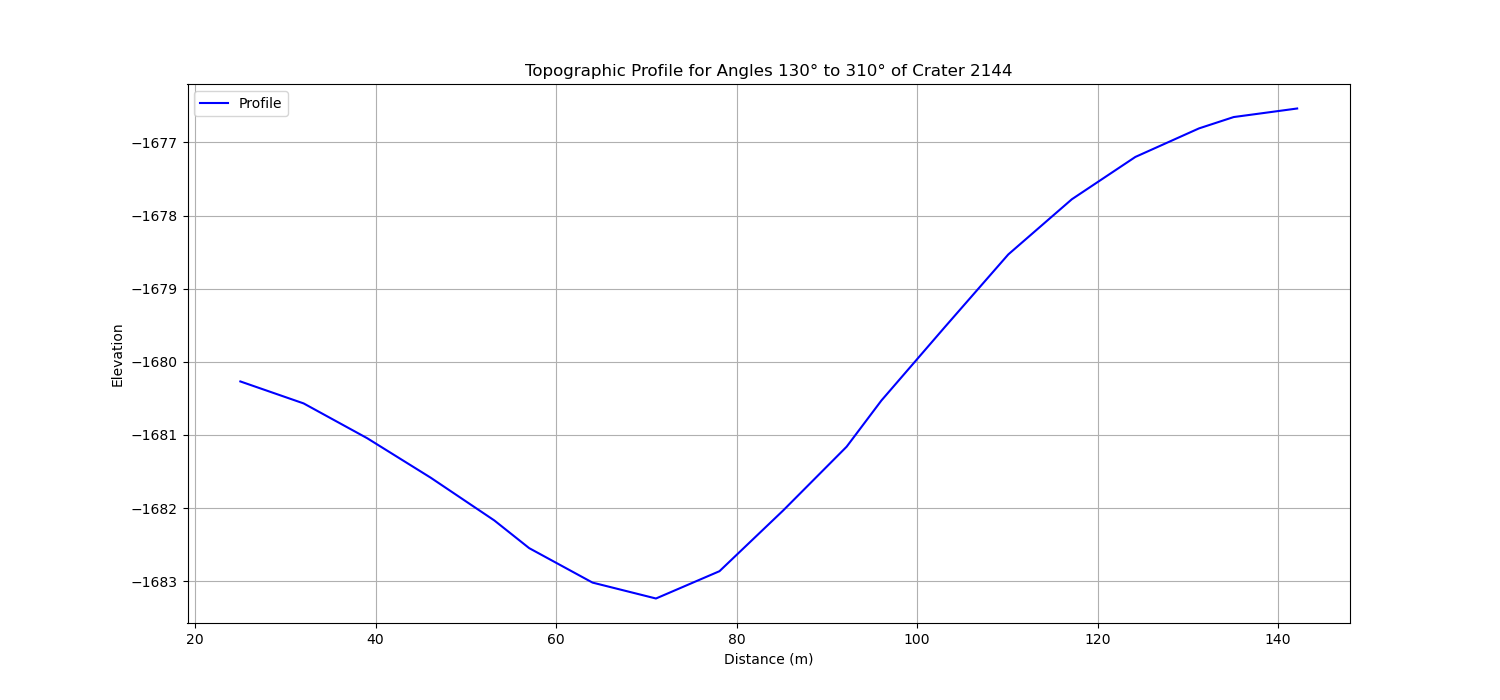 Topographic Profile for Angles 130° to 310° of Crater 2144
Profile
−1677
−1678
−1679
−1680
−1681
−1682
−1683
Elevation
20 40 60 80 100 120 140
Distance (m)